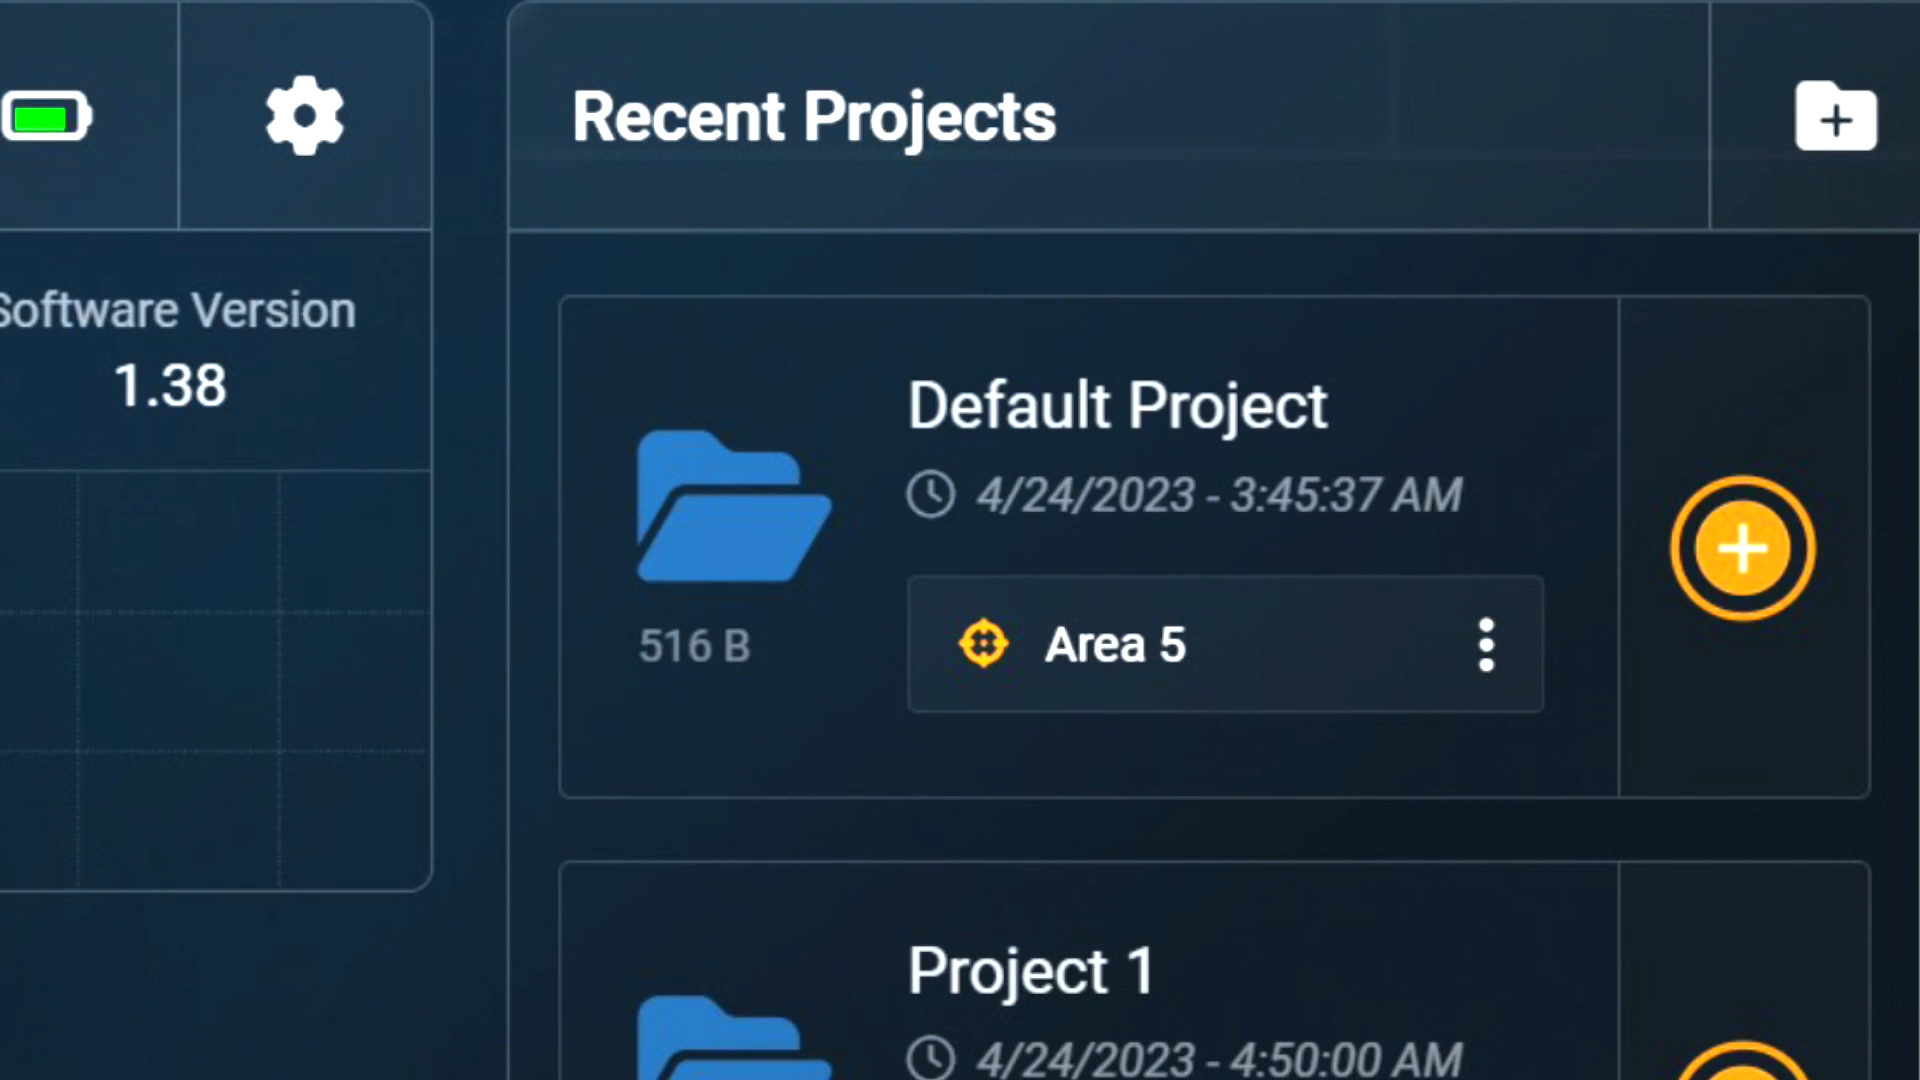 Software Version
1.38
Recent Projects
Default Project
4/24/2023 - 3:45:37 AM
516 B
Area 5
Project 1
4/24/2023 - 4:50:00 AM